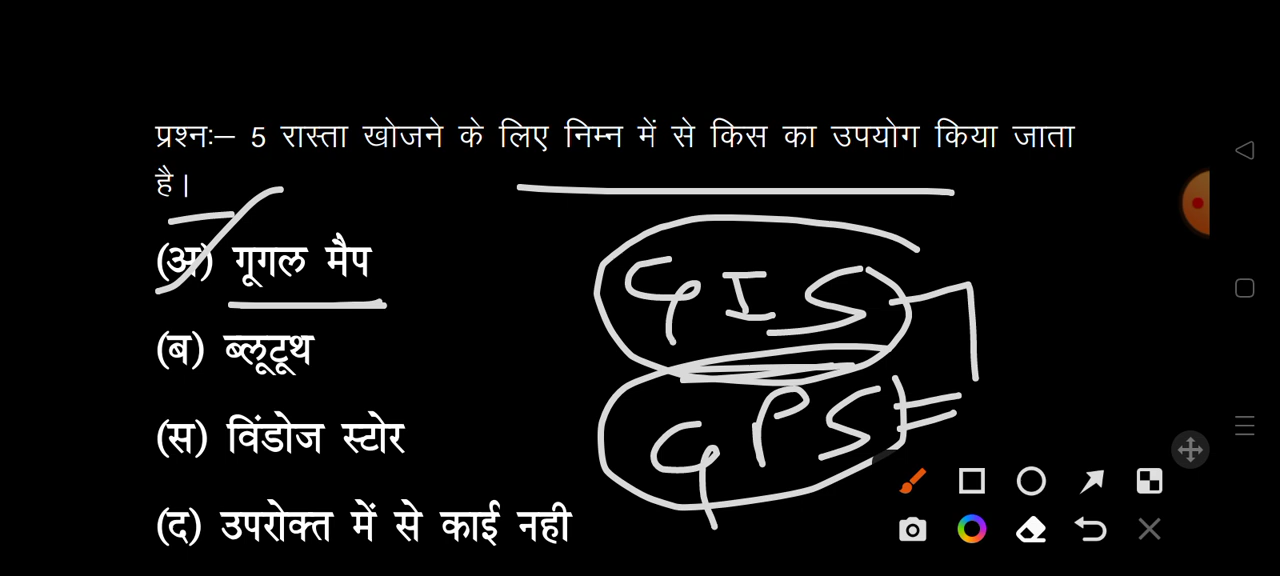 प्रश्नः– 5 रास्ता खोजने के लिए निम्न में से किस का उपयोग किया जाता
है।
(अ) गूगल मैप
(ब) ब्लूटूथ
(स) विंडोज स्टोर
(द) उपरोक्त में से काई नही
GIS
GPS